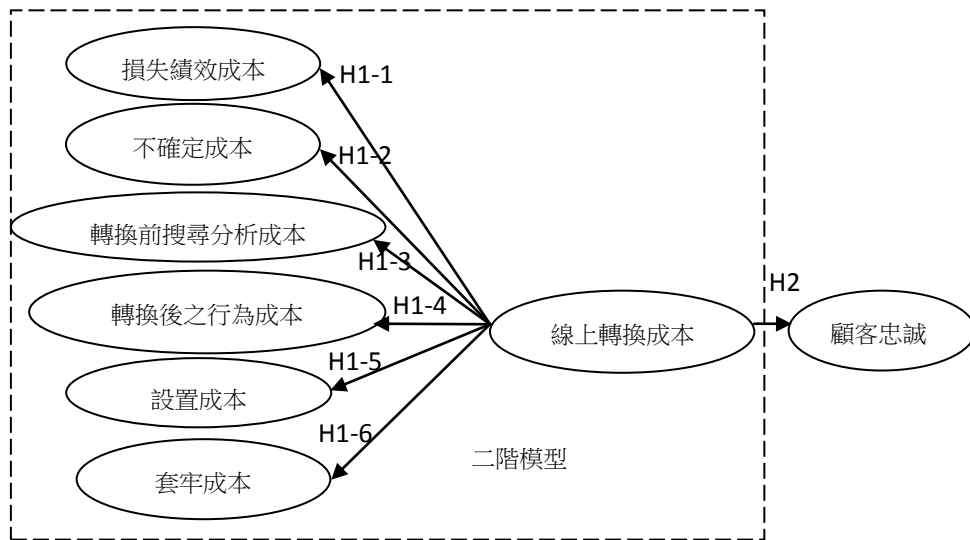 損失績效成本
H1-1
不確定成本
H1-2
轉換前搜尋分析成本
H1-3
轉換後之行為成本
H1-4
設置成本
H1-5
套牢成本
H1-6
線上轉換成本
H2
顧客忠誠
二階模型